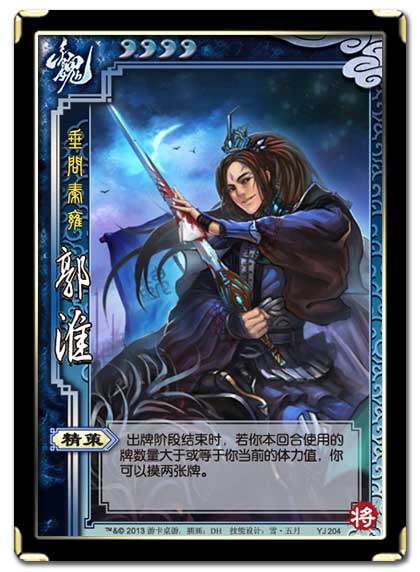 魏
垂問秦雍
郭淮
精策
出牌阶段结束时，若你本回合使用的
牌数量大于或等于你当前的体力值，你
可以摸两张牌。
将
™&© 2013 游卡桌游，插画：DH 技能设计：雪·五月 YJ 204